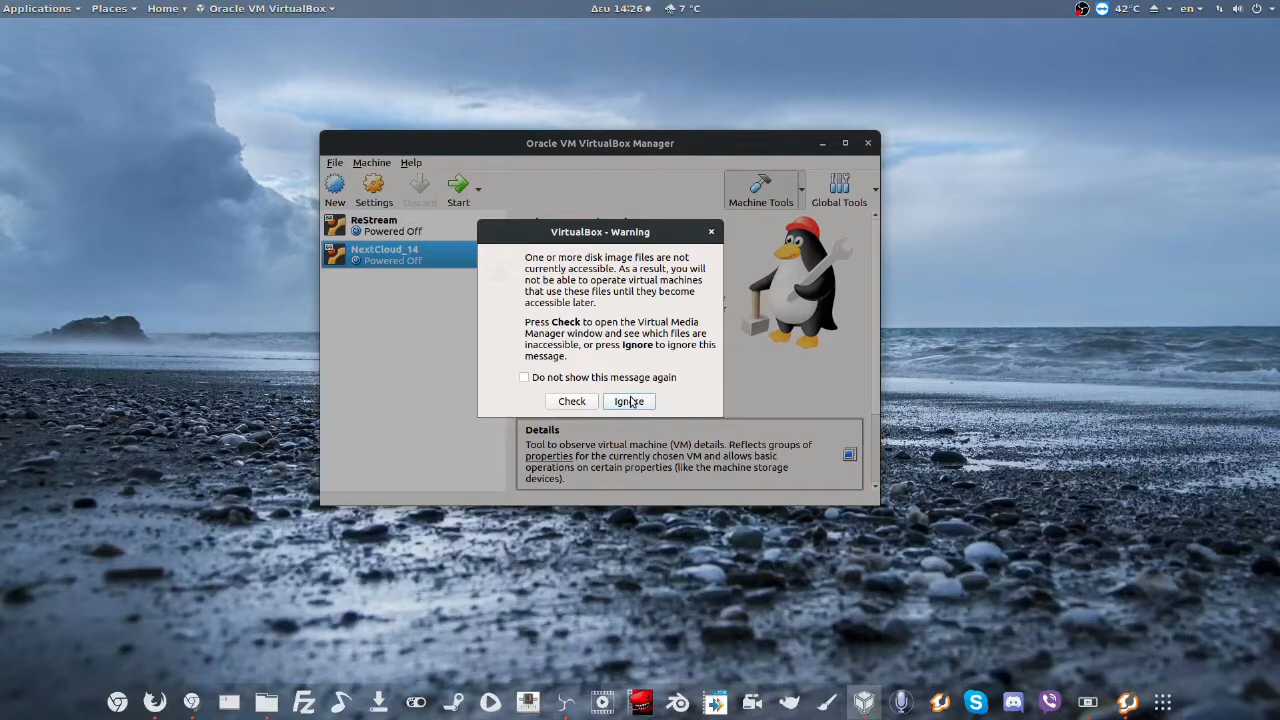 Applications Places Home Oracle VM VirtualBox Δευ 14:26 7 °C 42°C en
Oracle VM VirtualBox Manager
File Machine Help
New Settings Discard Start Machine Tools Global Tools
ReStream
Powered Off
NextCloud_14
Powered Off
VirtualBox - Warning
One or more disk image files are not
currently accessible. As a result, you will
not be able to operate virtual machines
that use these files until they become
accessible later.
Press Check to open the Virtual Media
Manager window and see which files are
inaccessible, or press Ignore to ignore this
message.
Do not show this message again
Check Ignore
Details
Tool to observe virtual machine (VM) details. Reflects groups of
properties for the currently chosen VM and allows basic
operations on certain properties (like the machine storage
devices).